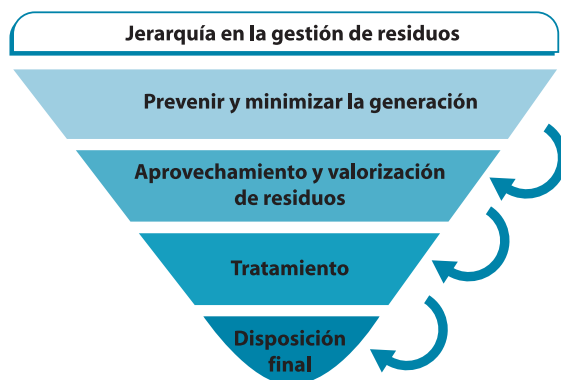 Jerarquía en la gestión de residuos
Prevenir y minimizar la generación
Aprovechamiento y valorización
de residuos
Tratamiento
Disposición
final